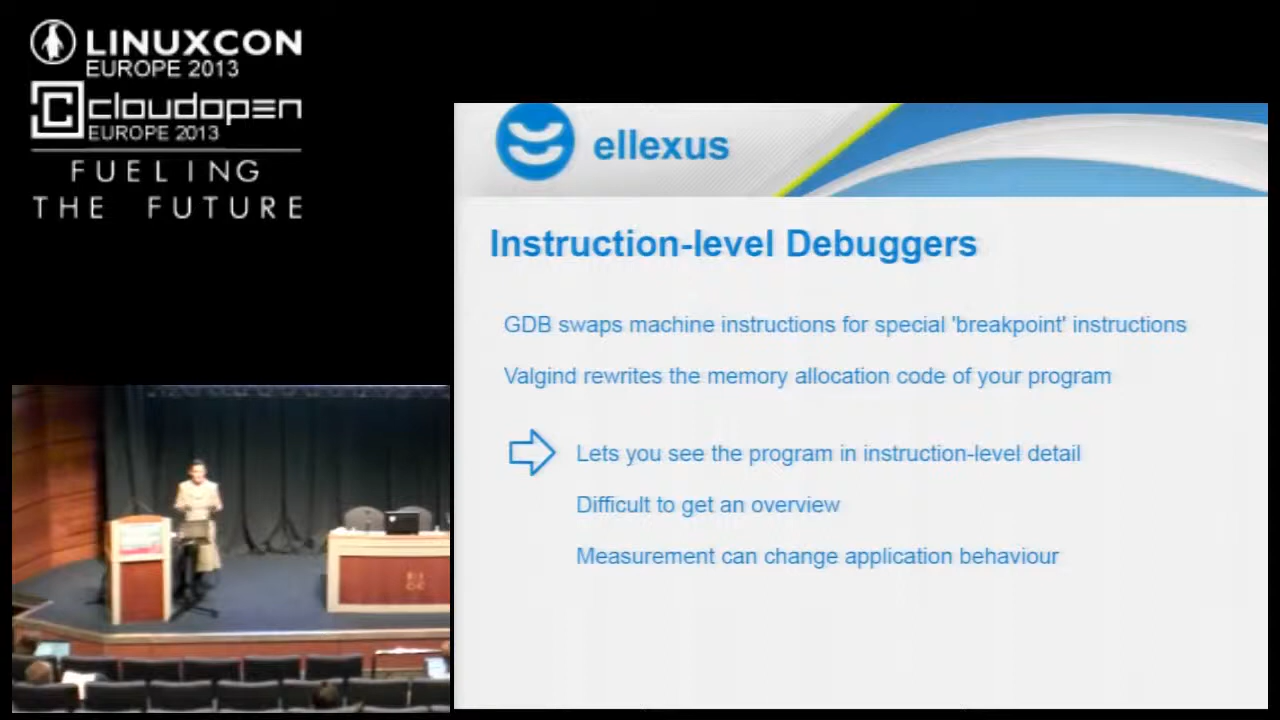 LINUXCON
EUROPE 2013
cloudopen
EUROPE 2013
FUELING
THE FUTURE
ellexus
Instruction-level Debuggers
GDB swaps machine instructions for special 'breakpoint' instructions
Valgind rewrites the memory allocation code of your program
Lets you see the program in instruction-level detail
Difficult to get an overview
Measurement can change application behaviour